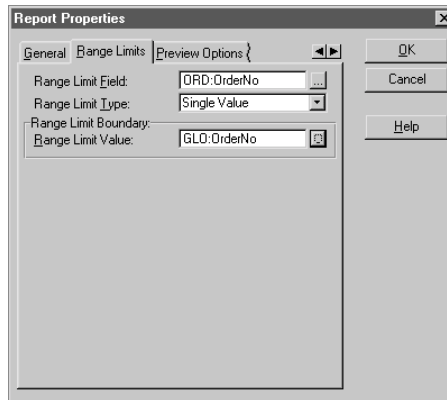 Report Properties
General Range Limits Preview Options
OK
Cancel
Help
Range Limit Field: ORD:OrderNo ...
Range Limit Type: Single Value
Range Limit Boundary:
Range Limit Value: GLO:OrderNo